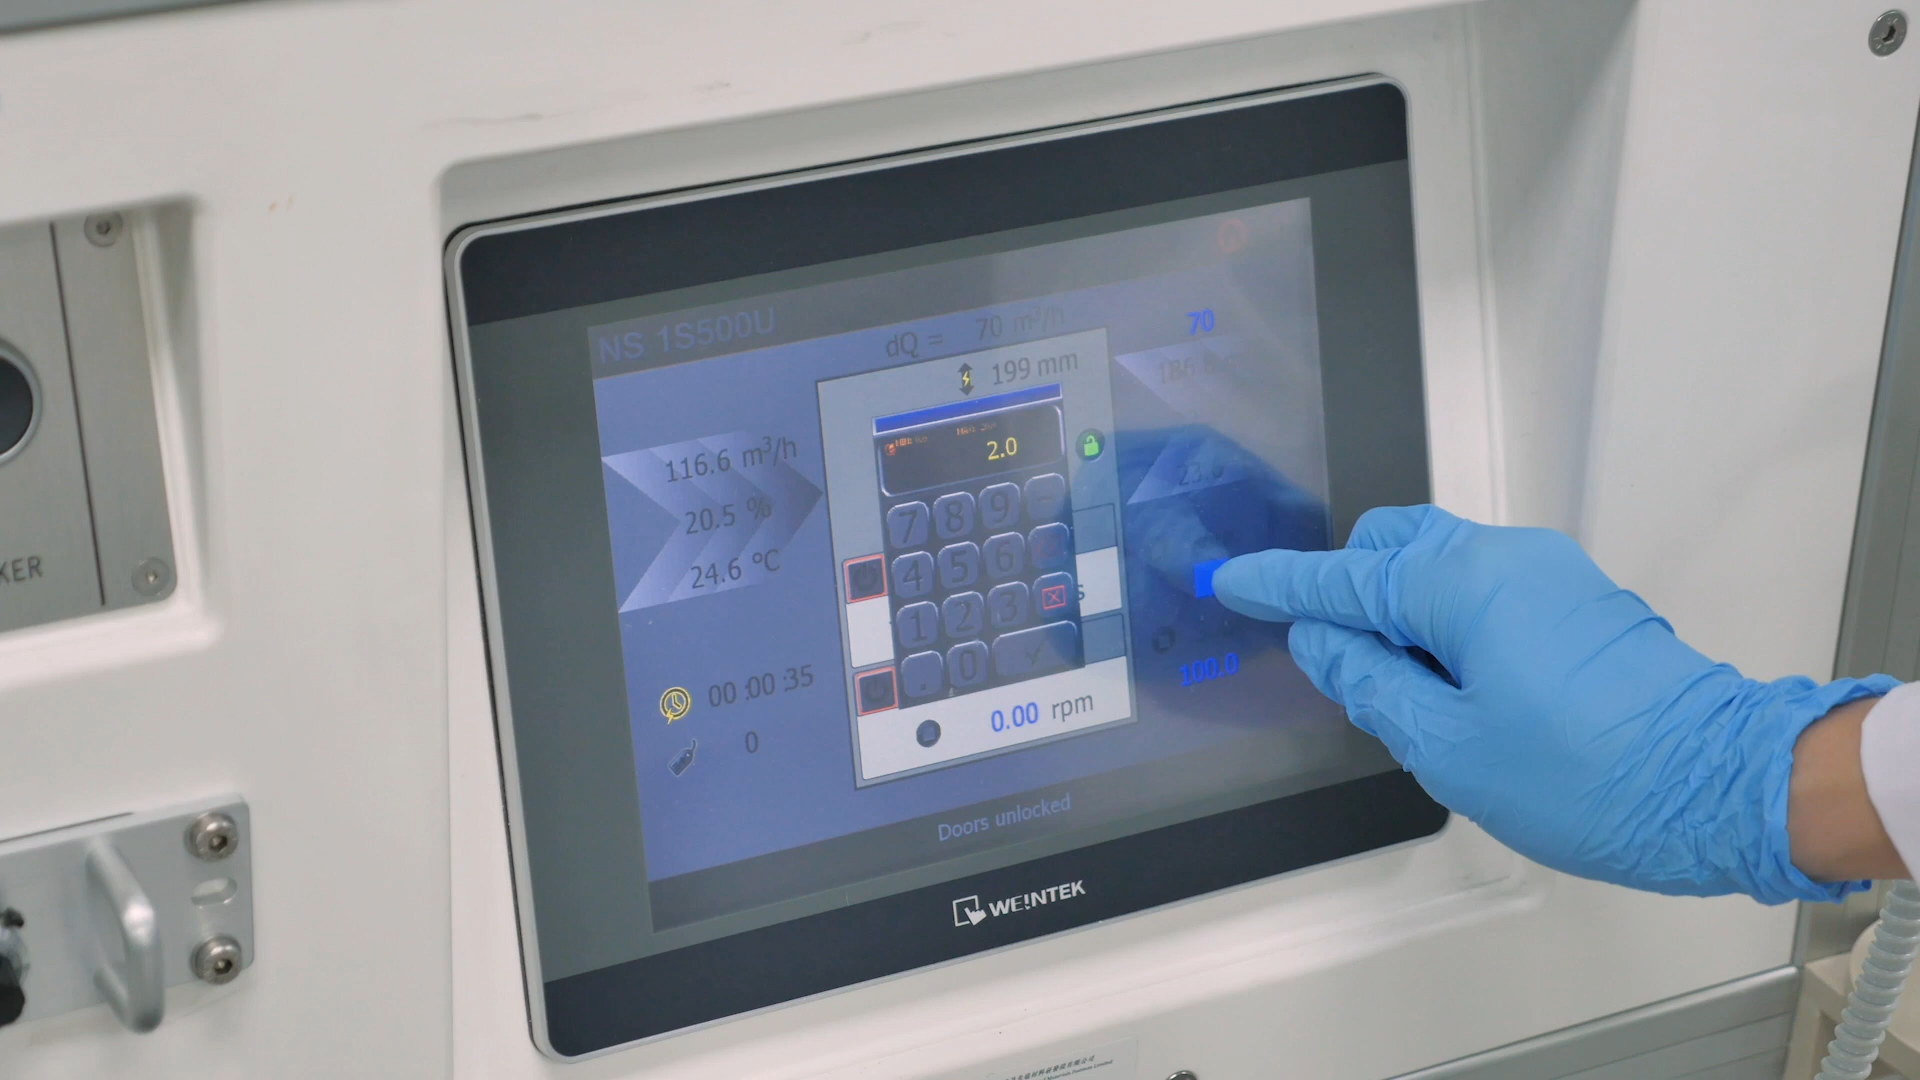 NS 1S500U
dQ = 70 m³/h
70
199 mm
2.0
116.6 m³/h
20.5 %
24.6 °C
7 8 9 -
4 5 6
1 2 3
. 0
00:00:35
0
100.0
0.00 rpm
Doors unlocked
WEINTEK
KER